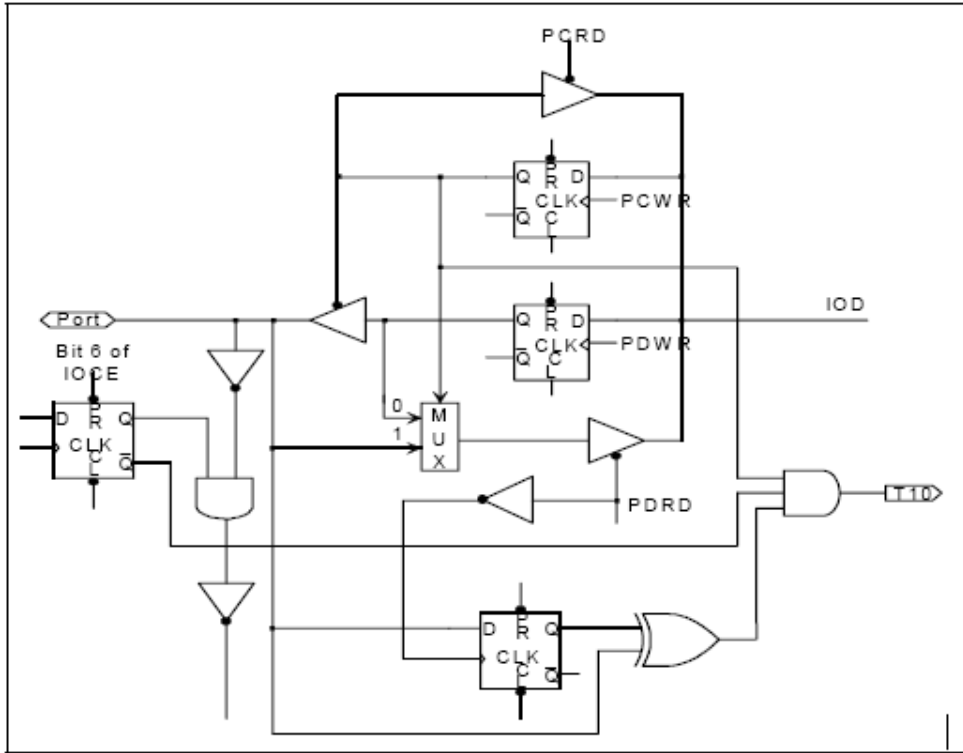 PCRD
P
Q R D
CLK PCWR
Q C
L
Port
IOD
P
Q R D
CLK PDWR
Q C
L
Bit 6 of
IOCE
P
D R Q
CLK
C Q
L
0
1
M
U
X
PDRD
T10
P
D R Q
CLK
C Q
L